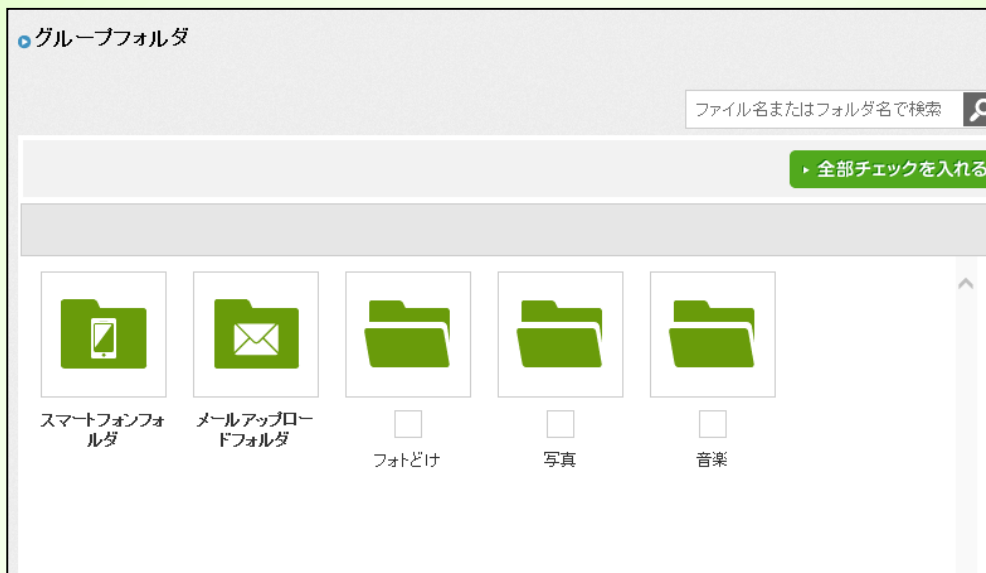 グループフォルダ
ファイル名またはフォルダ名で検索
全部チェックを入れる
スマートフォンフォ
ルダ
メールアップロー
ドフォルダ
フォトどけ
写真
音楽